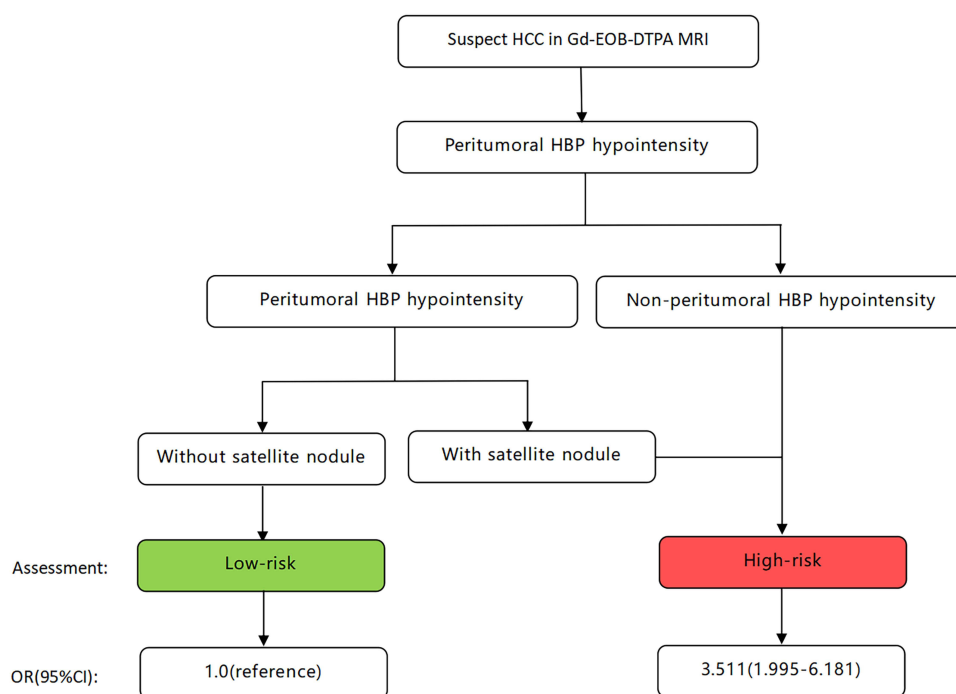 Suspect HCC in Gd-EOB-DTPA MRI
Peritumoral HBP hypointensity
Peritumoral HBP hypointensity
Non-peritumoral HBP hypointensity
Without satellite nodule
With satellite nodule
Assessment:
Low-risk
High-risk
OR(95%CI):
1.0(reference)
3.511(1.995-6.181)